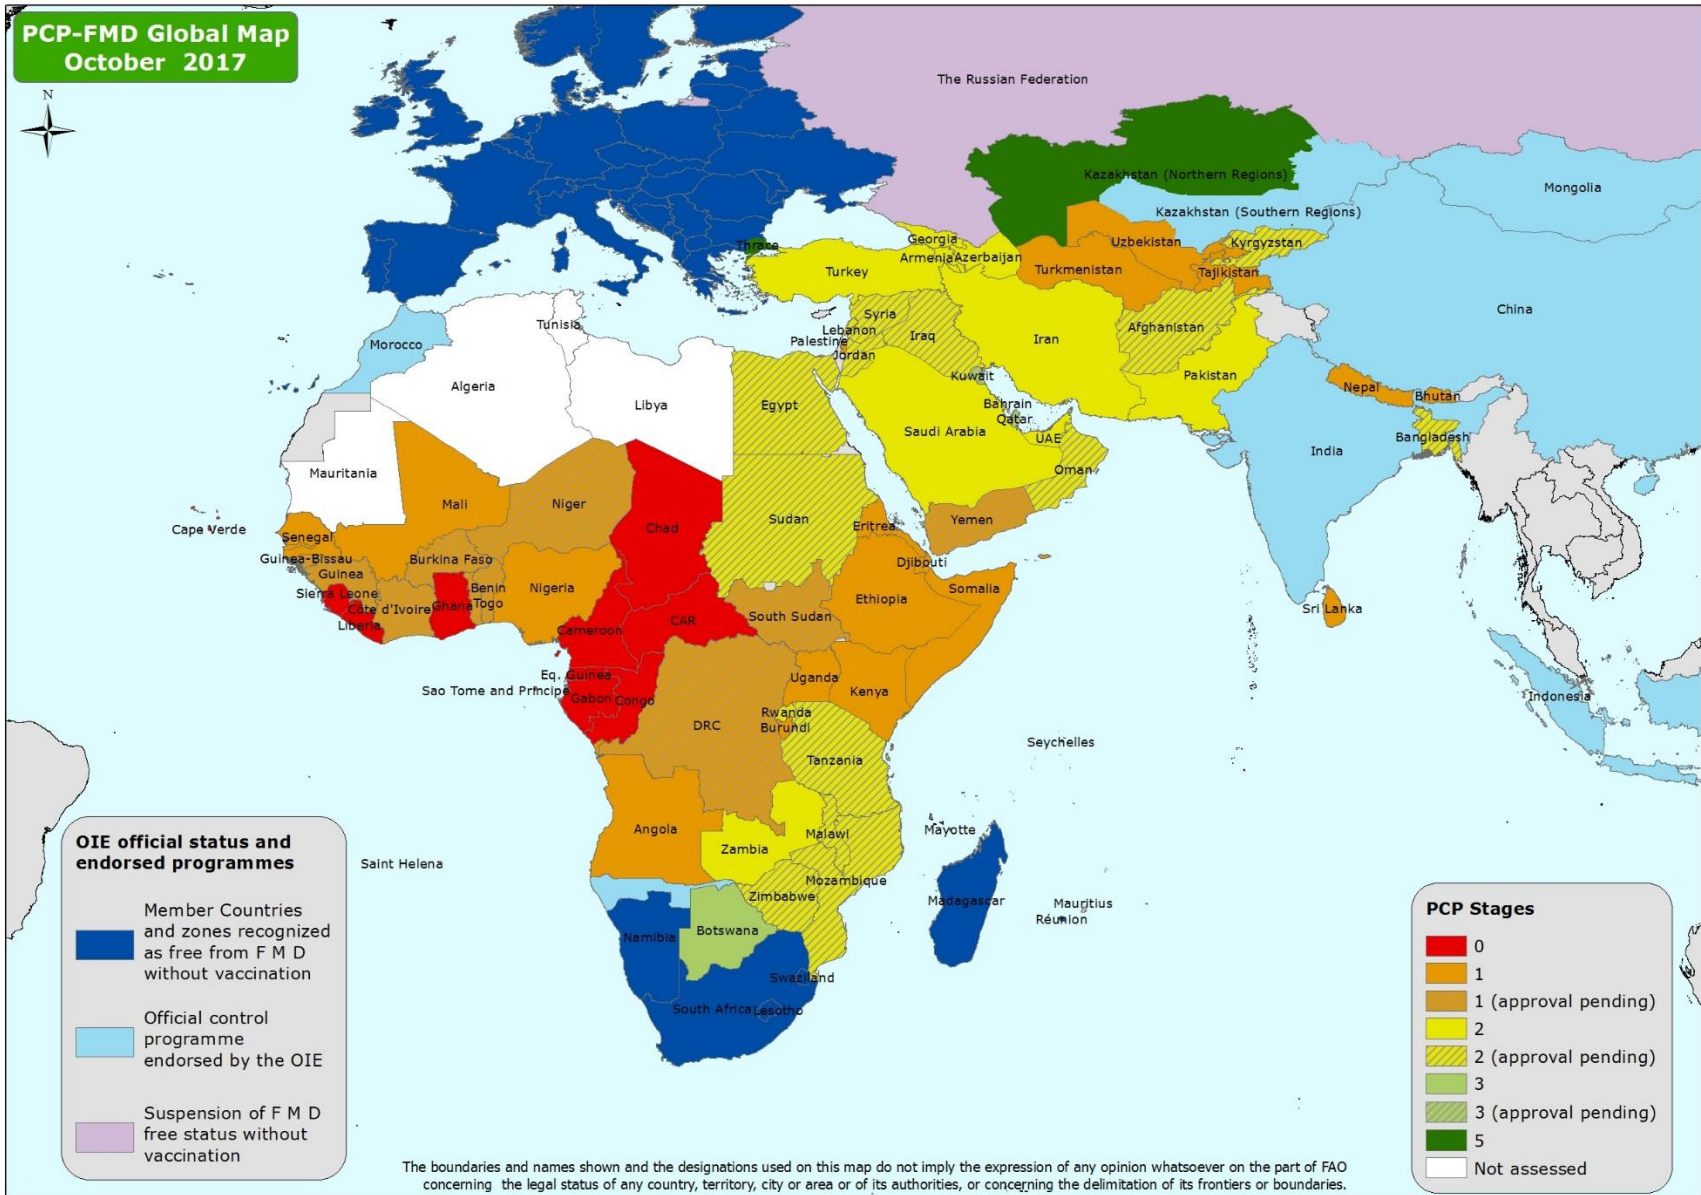 PCP-FMD Global Map
October 2017
N
The Russian Federation
Kazakhstan (Northern Regions)
Mongolia
Kazakhstan (Southern Regions)
Thrace
Georgia
Uzbekistan
Kyrgyzstan
Armenia
Azerbaijan
Turkey
Turkmenistan
Tajikistan
China
Tunisia
Syria
Lebanon
Afghanistan
Morocco
Palestine
Iraq
Iran
Jordan
Algeria
Kuwait
Pakistan
Nepal
Bhutan
Libya
Egypt
Bahrain
Qatar
Saudi Arabia
UAE
Bangladesh
India
Mauritania
Oman
Mali
Niger
Cape Verde
Chad
Sudan
Eritrea
Yemen
Senegal
Guinea-Bissau
Burkina Faso
Djibouti
Guinea
Benin
Nigeria
Somalia
Sierra Leone
Côte d'Ivoire
Ghana
Togo
Ethiopia
Sri Lanka
Liberia
South Sudan
Cameroon
CAR
Eq. Guinea
Uganda
Sao Tome and Principe
Gabon
Congo
Kenya
Indonesia
Rwanda
DRC
Burundi
Seychelles
Tanzania
Angola
Malawi
Mayotte
Zambia
Saint Helena
Mozambique
Zimbabwe
Madagascar
Mauritius
Réunion
Namibia
Botswana
Swaziland
South Africa
Lesotho
OIE official status and
endorsed programmes
Member Countries
and zones recognized
as free from F M D
without vaccination
Official control
programme
endorsed by the OIE
Suspension of F M D
free status without
vaccination
PCP Stages
0
1
1 (approval pending)
2
2 (approval pending)
3
3 (approval pending)
5
Not assessed
The boundaries and names shown and the designations used on this map do not imply the expression of any opinion whatsoever on the part of FAO
concerning the legal status of any country, territory, city or area or of its authorities, or concerning the delimitation of its frontiers or boundaries.